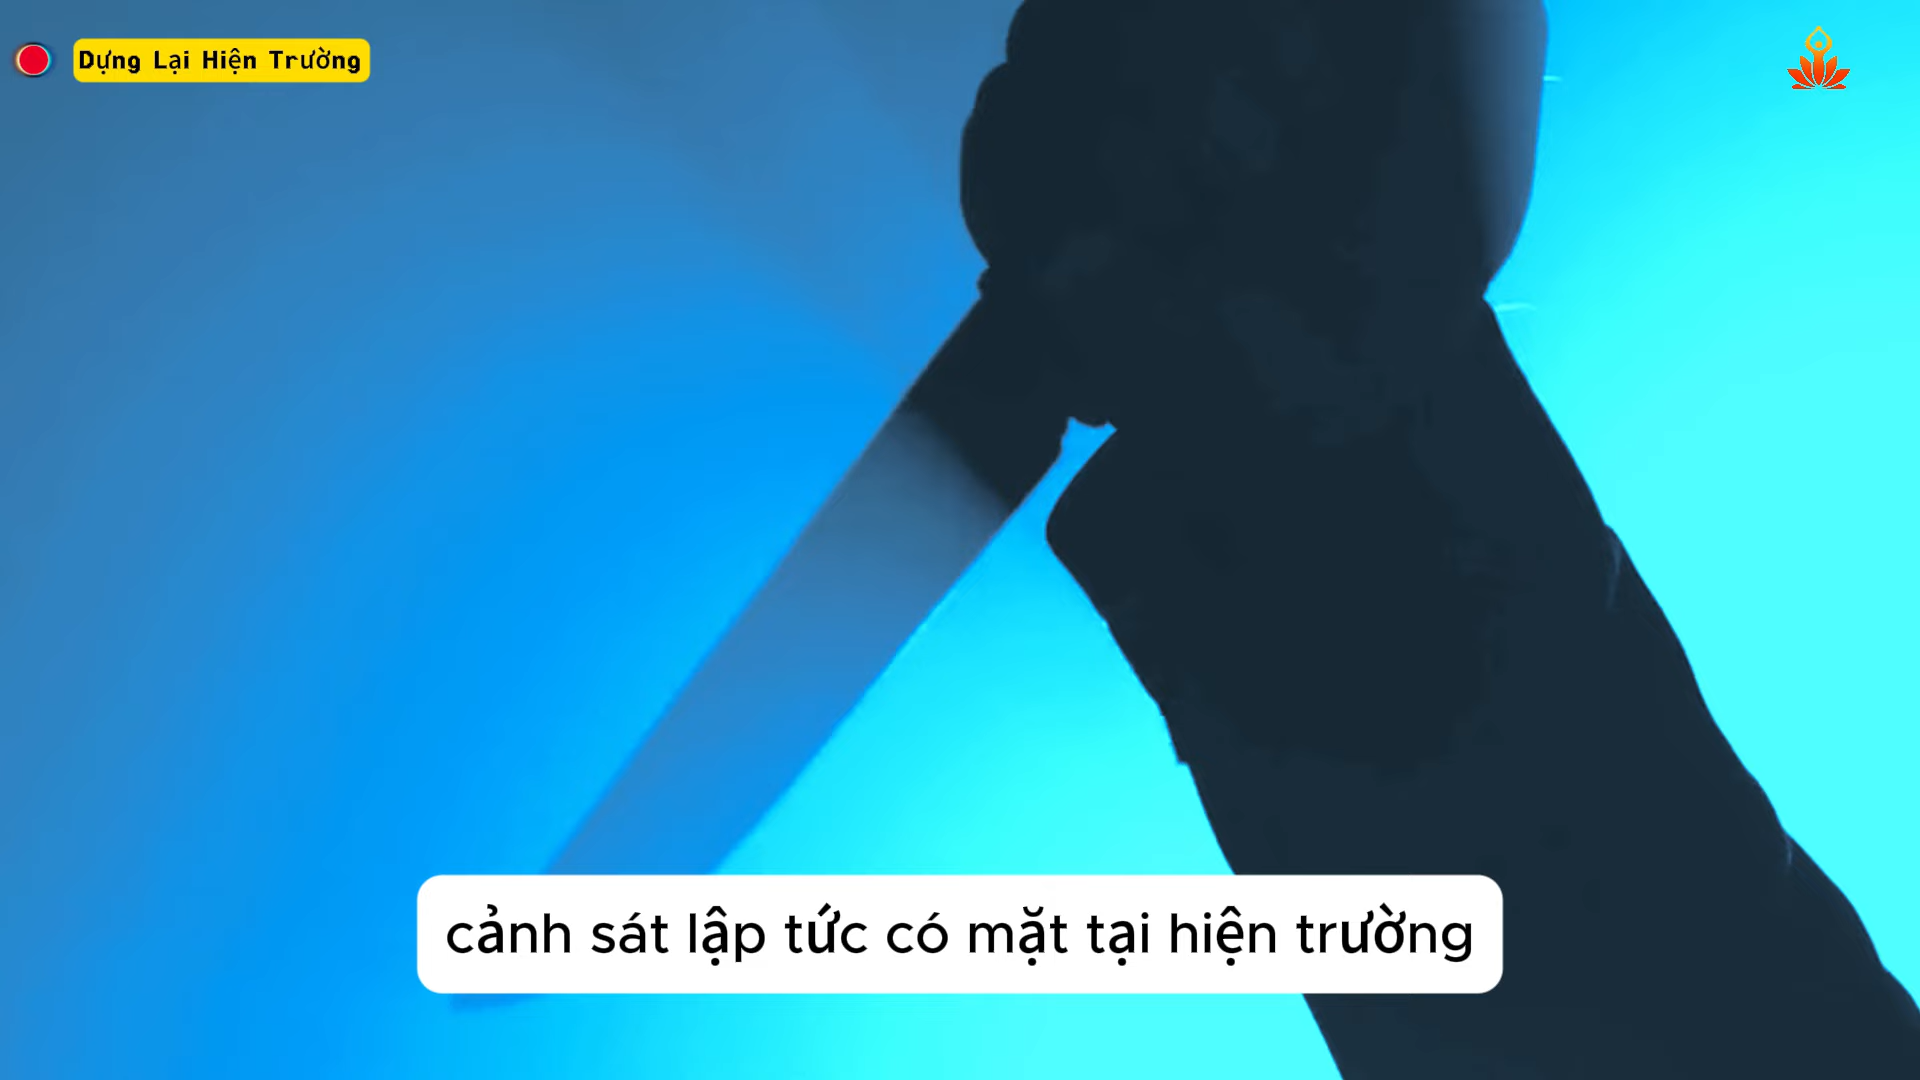 Dựng Lại Hiện Trường
cảnh sát lập tức có mặt tại hiện trường